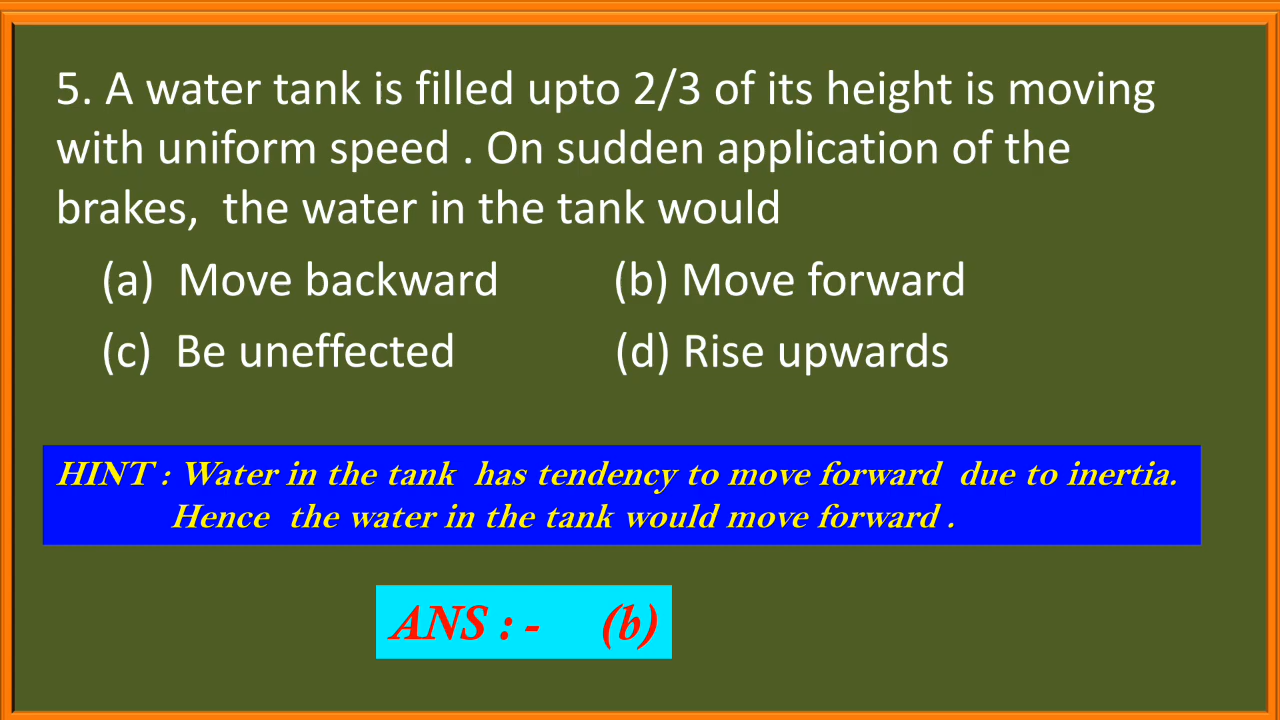 5. A water tank is filled upto 2/3 of its height is moving
with uniform speed . On sudden application of the
brakes, the water in the tank would
(a) Move backward (b) Move forward
(c) Be uneffected (d) Rise upwards
HINT : Water in the tank has tendency to move forward due to inertia.
Hence the water in the tank would move forward .
ANS : - (b)